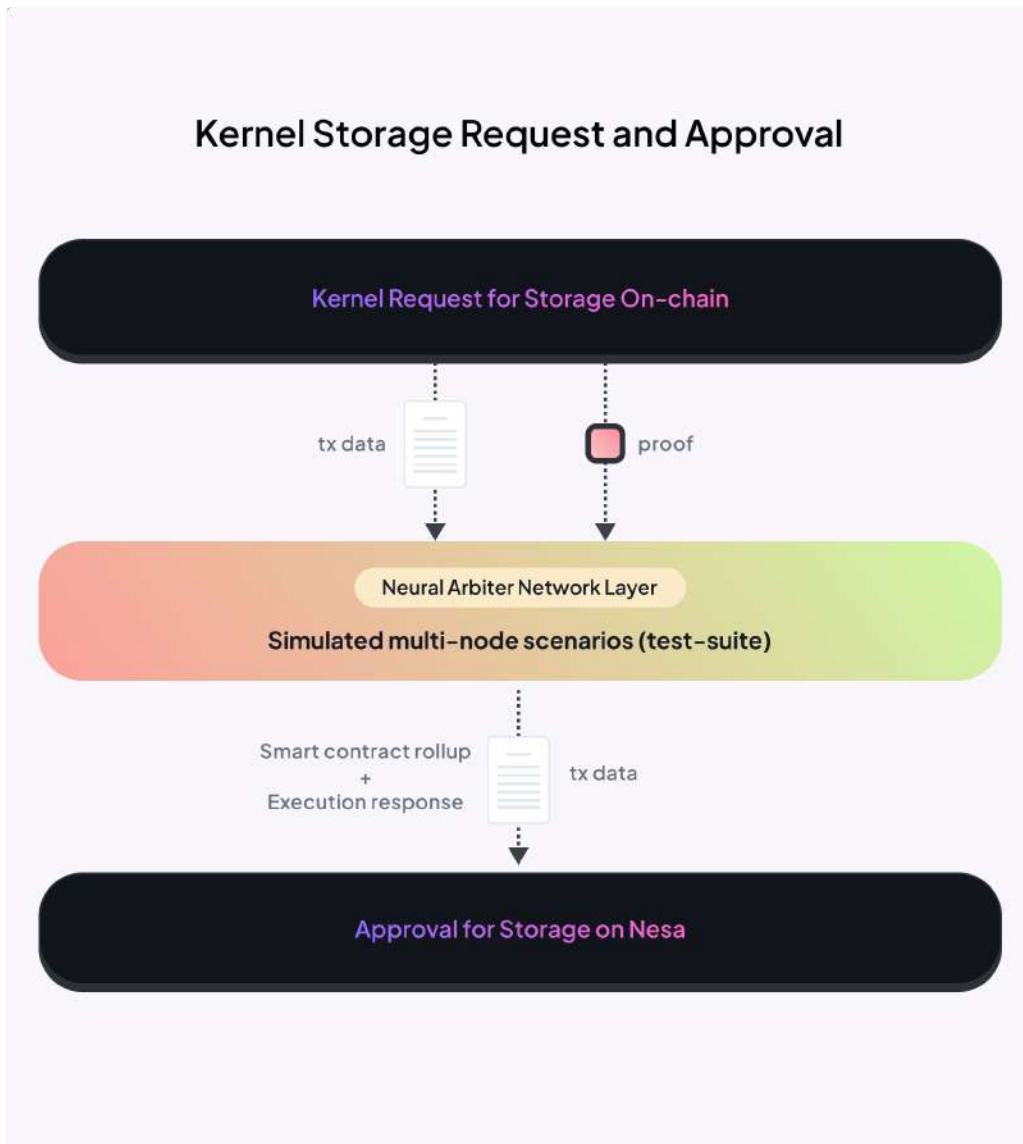 Kernel Storage Request and Approval
Kernel Request for Storage On-chain
tx data
proof
Neural Arbiter Network Layer
Simulated multi-node scenarios (test-suite)
Smart contract rollup
+
Execution response
tx data
Approval for Storage on Nesa